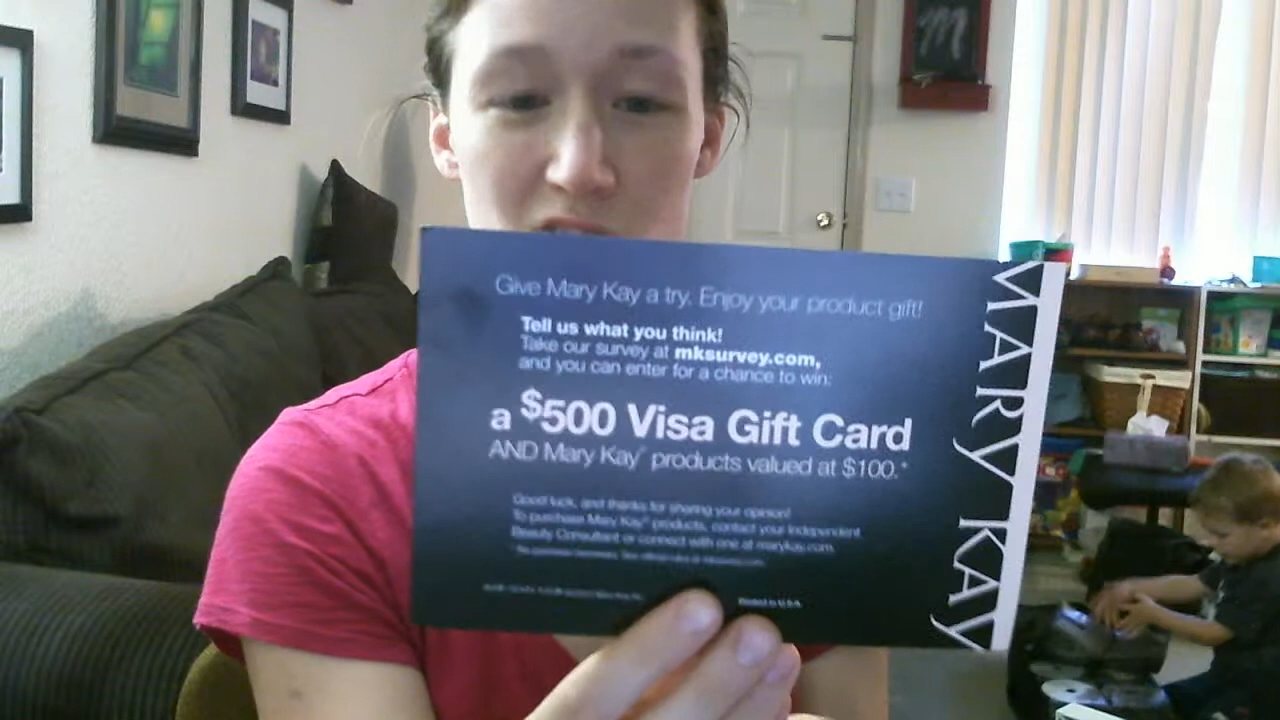 Give Mary Kay a try. Enjoy your product gift!
Tell us what you think!
Take our survey at mksurvey.com,
and you can enter for a chance to win:
a $500 Visa Gift Card
AND Mary Kay® products valued at $100.*
Good luck, and thanks for sharing your opinion!
To purchase Mary Kay® products, contact your Independent
Beauty Consultant or connect with one at marykay.com.
Printed in U.S.A.
MARY KAY
M